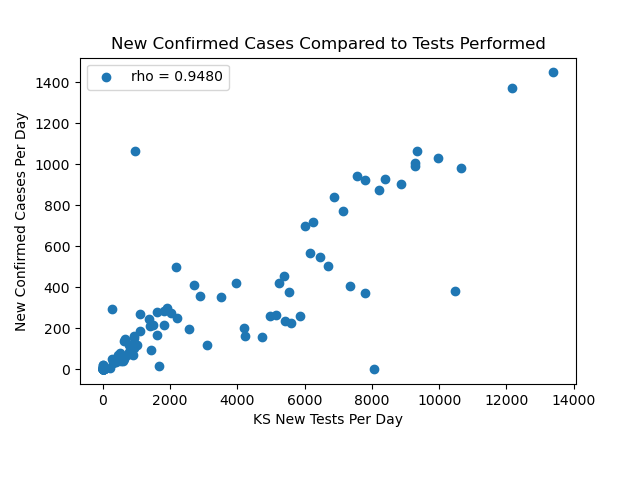 New Confirmed Cases Compared to Tests Performed
rho = 0.9480
New Confirmed Caeses Per Day
1400
1200
1000
800
600
400
200
0
0 2000 4000 6000 8000 10000 12000 14000
KS New Tests Per Day